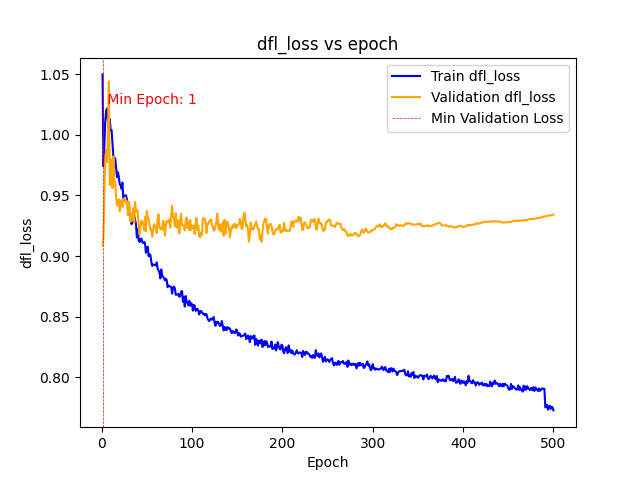 dfl_loss vs epoch
Train dfl_loss
Validation dfl_loss
Min Validation Loss
Min Epoch: 1
dfl_loss
1.05
1.00
0.95
0.90
0.85
0.80
0
100
200
300
400
500
Epoch